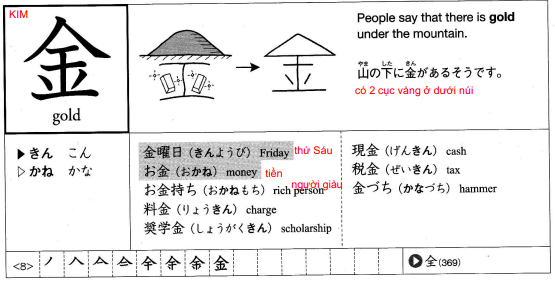 KIM
金
gold
People say that there is gold
under the mountain.
山の下に金があるそうです。
やま した きん
có 2 cục vàng ở dưới núi
▶きん こん
▷かね かな
金曜日（きんようび） Friday thứ Sáu
お金（おかね） money tiền
お金持ち（おかねもち） rich person người giàu
料金（りょうきん） charge
奨学金（しょうがくきん） scholarship
現金（げんきん） cash
税金（ぜいきん） tax
金づち（かなづち） hammer
<8>
金
全(369)